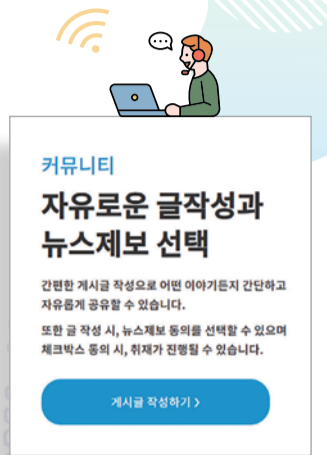 커뮤니티
자유로운 글작성과
뉴스제보 선택
간편한 게시글 작성으로 어떤 이야기든지 간단하고
자유롭게 공유할 수 있습니다.
또한 글 작성 시, 뉴스제보 동의를 선택할 수 있으며
체크박스 동의 시, 취재가 진행될 수 있습니다.
게시글 작성하기 >